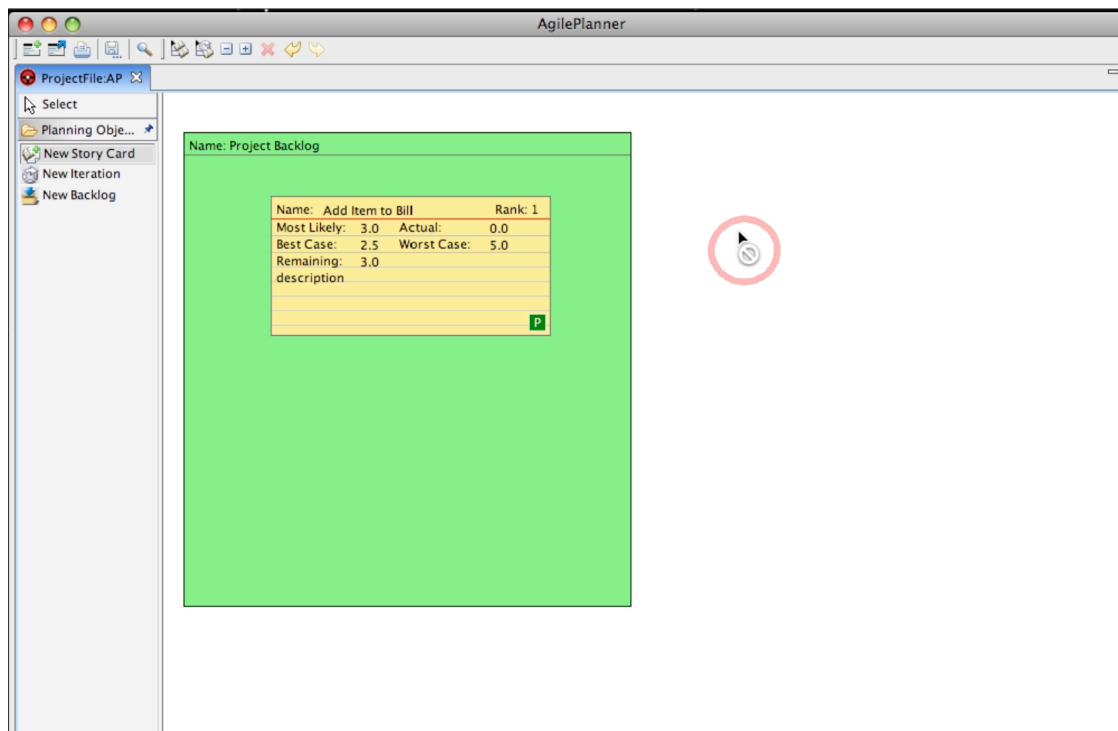 AgilePlanner
ProjectFile:AP
Select
Planning Obje...
New Story Card
New Iteration
New Backlog
Name: Project Backlog
Name: Add Item to Bill Rank: 1
Most Likely: 3.0 Actual: 0.0
Best Case: 2.5 Worst Case: 5.0
Remaining: 3.0
description
P